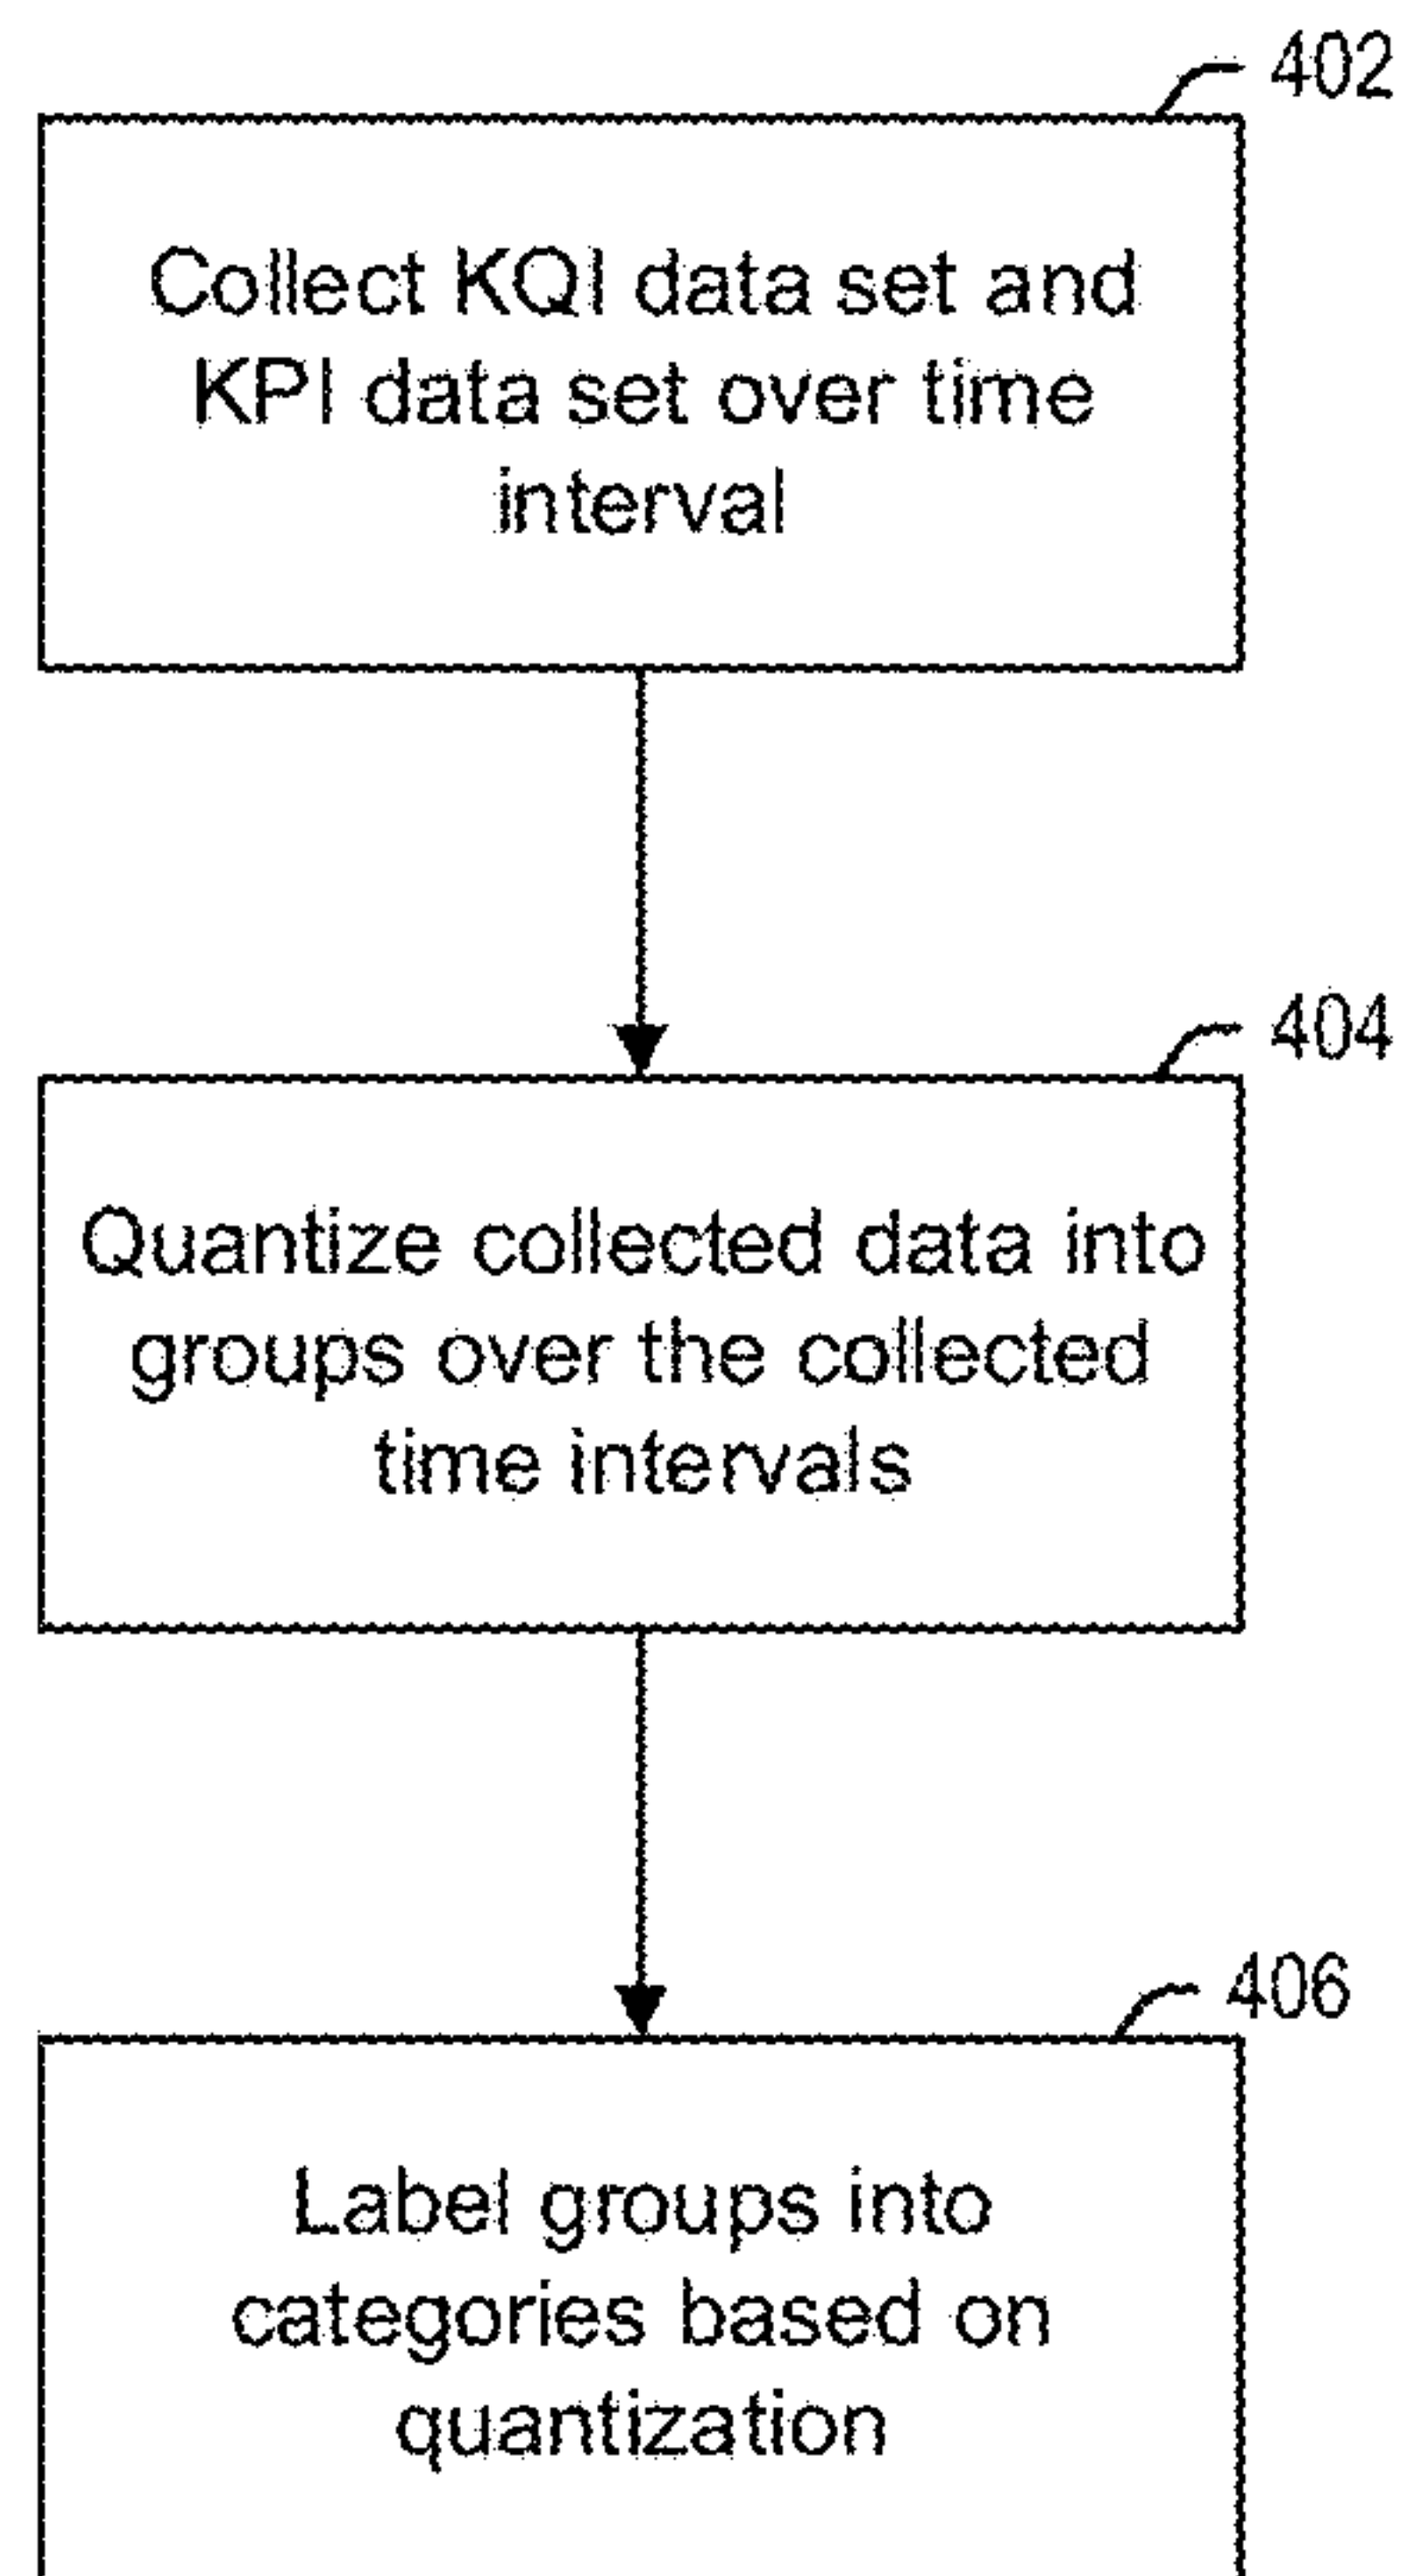 402
Collect KQI data set and
KPI data set over time
interval
404
Quantize collected data into
groups over the collected
time intervals
406
Label groups into
categories based on
quantization